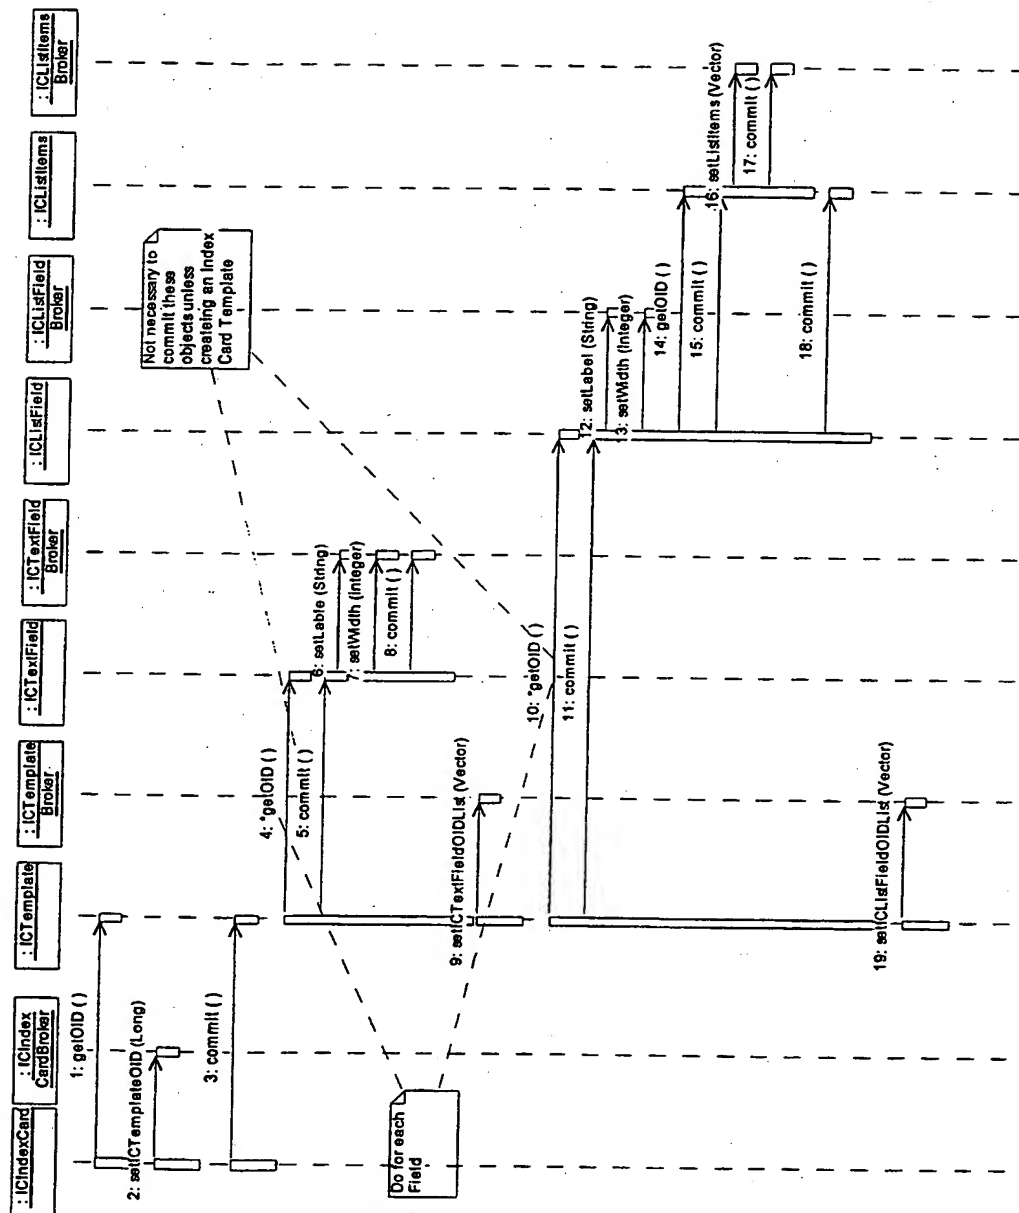 : ICIndexCard
: ICIndex
CardBroker
: ICTemplate
: ICTemplate
Broker
: ICTextField
: ICTextField
Broker
: ICListField
: ICListField
Broker
: ICListItems
: ICListItems
Broker
1: getOID ( )
2: setICTemplateOID (Long)
3: commit ( )
4: *getOID ( )
5: commit ( )
6: setLable (String)
7: setWidth (Integer)
8: commit ( )
9: setICTextFieldOIDList (Vector)
10: *getOID ( )
11: commit ( )
12: setLabel (String)
13: setWidth (Integer)
14: getOID ( )
15: commit ( )
16: setListItems (Vector)
17: commit ( )
18: commit ( )
19: setICListFieldOIDList (Vector)
Not necessary to
commit these
objects unless
createing an Index
Card Template
Do for each
Field